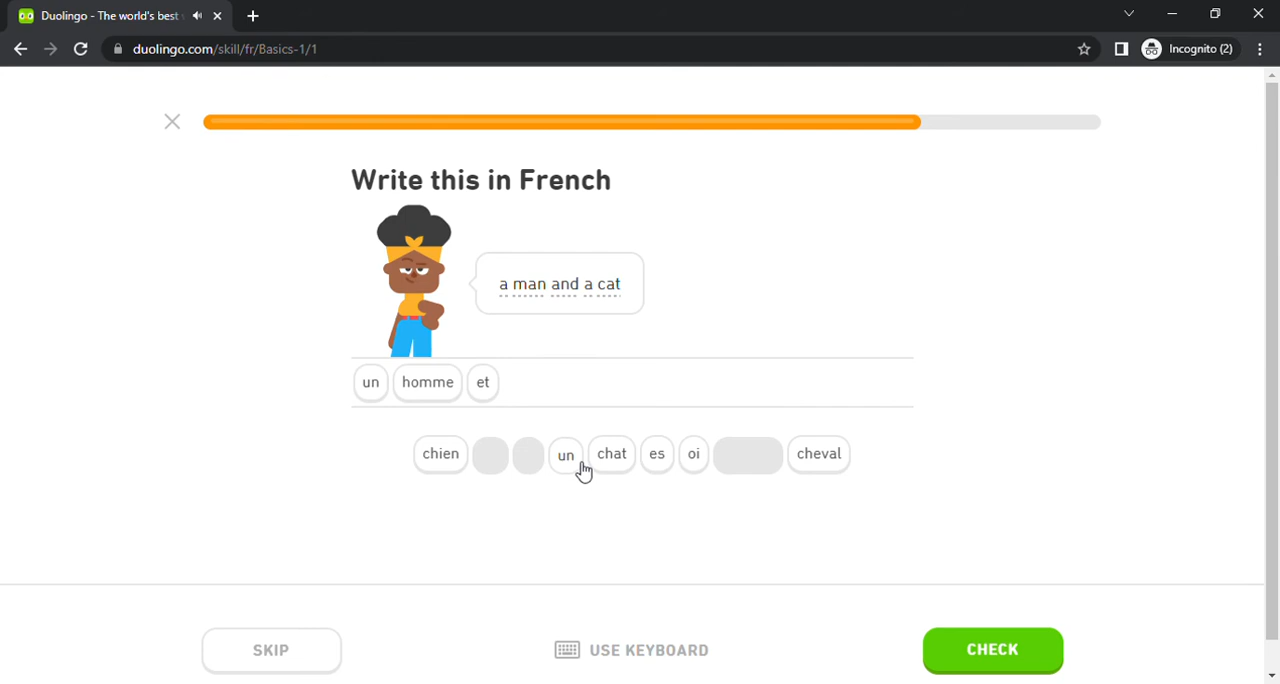 Duolingo - The world's best
duolingo.com/skill/fr/Basics-1/1
Incognito (2)
Write this in French
a man and a cat
un homme et
chien un chat es oi cheval
SKIP USE KEYBOARD CHECK